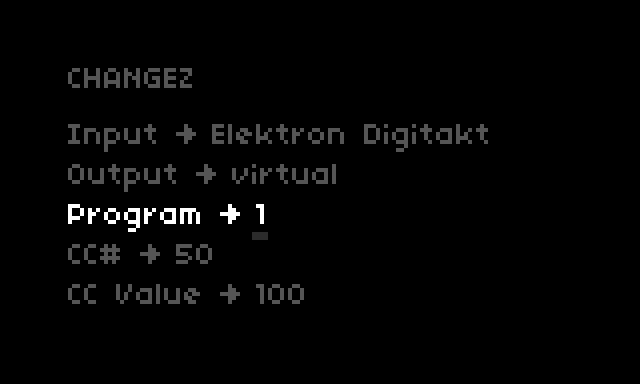 CHANGEZ
Input → Elektron Digitakt
Output → virtual
Program → 1
CC# → 50
CC Value → 100